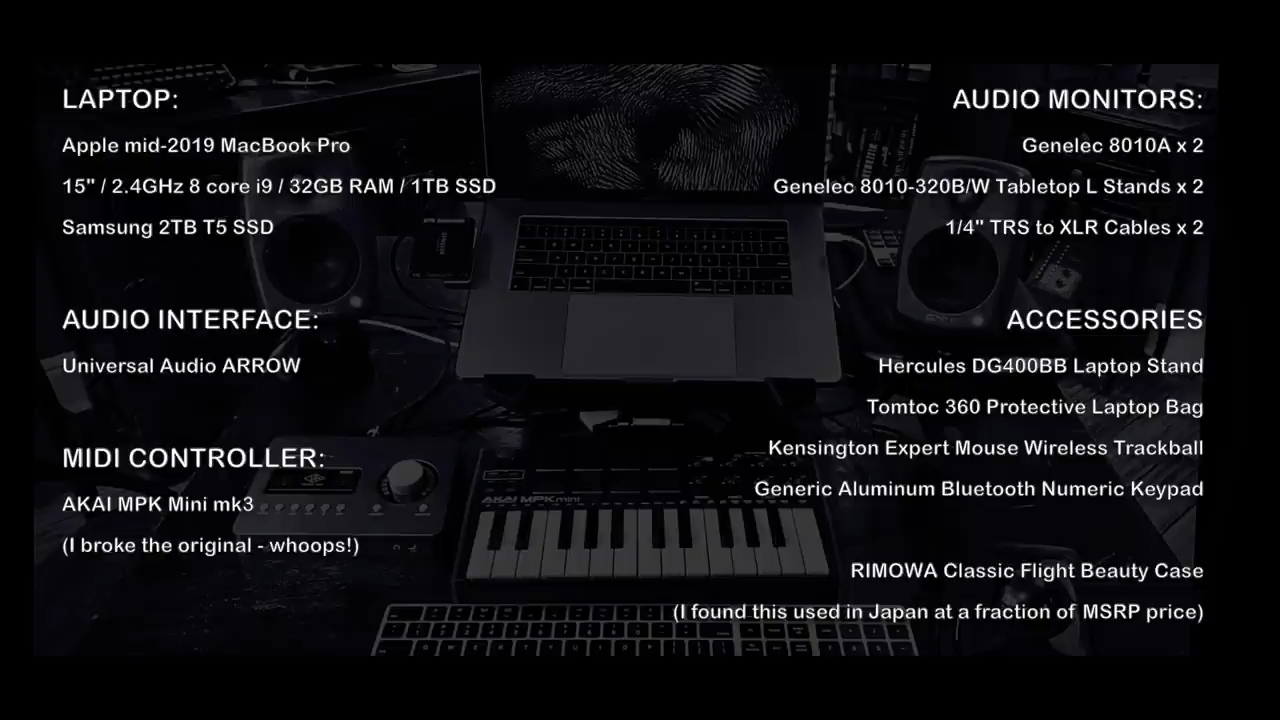 LAPTOP:
Apple mid-2019 MacBook Pro
15" / 2.4GHz 8 core i9 / 32GB RAM / 1TB SSD
Samsung 2TB T5 SSD
AUDIO INTERFACE:
Universal Audio ARROW
MIDI CONTROLLER:
AKAI MPK Mini mk3
(I broke the original - whoops!)
AUDIO MONITORS:
Genelec 8010A x 2
Genelec 8010-320B/W Tabletop L Stands x 2
1/4" TRS to XLR Cables x 2
ACCESSORIES
Hercules DG400BB Laptop Stand
Tomtoc 360 Protective Laptop Bag
Kensington Expert Mouse Wireless Trackball
Generic Aluminum Bluetooth Numeric Keypad
RIMOWA Classic Flight Beauty Case
(I found this used in Japan at a fraction of MSRP price)
AKAI MPK mini